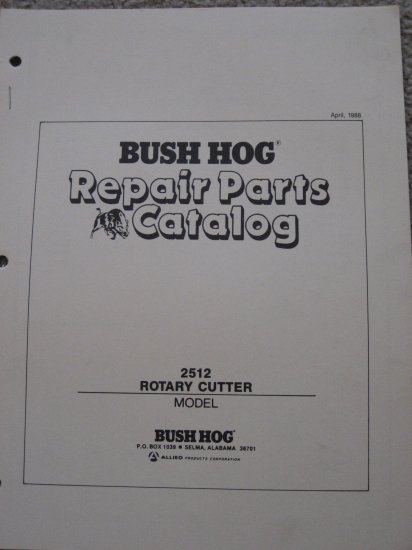 April, 1988
BUSH HOG®
Repair Parts
Catalog
2512
ROTARY CUTTER
MODEL
BUSH HOG®
P.O. BOX 1039 ● SELMA, ALABAMA 36701
ALLIED PRODUCTS CORPORATION